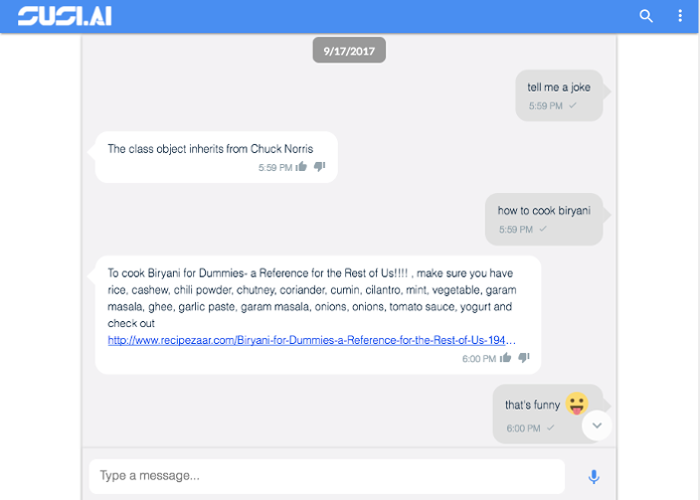 SUSI.AI
9/17/2017
tell me a joke
5:59 PM
The class object inherits from Chuck Norris
5:59 PM
how to cook biryani
5:59 PM
To cook Biryani for Dummies- a Reference for the Rest of Us!!!! , make sure you have
rice, cashew, chili powder, chutney, coriander, cumin, cilantro, mint, vegetable, garam
masala, ghee, garlic paste, garam masala, onions, onions, tomato sauce, yogurt and
check out
http://www.recipezaar.com/Biryani-for-Dummies-a-Reference-for-the-Rest-of-Us-194...
6:00 PM
that's funny 😛
6:00 PM
Type a message...